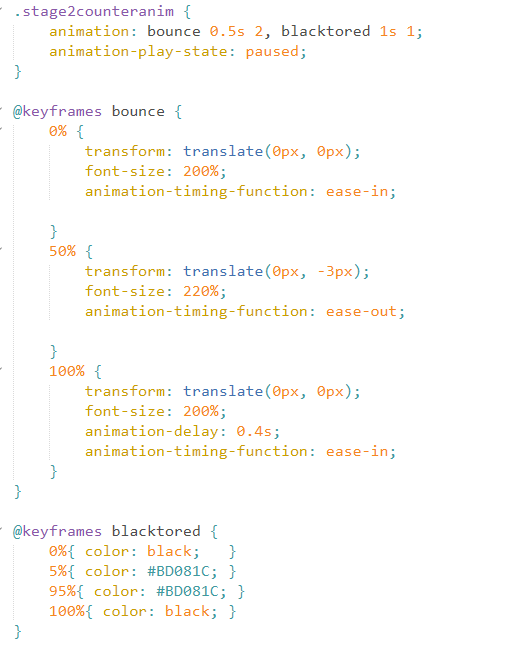 .stage2counteranim {
    animation: bounce 0.5s 2, blacktored 1s 1;
    animation-play-state: paused;
}

@keyframes bounce {
    0% {
        transform: translate(0px, 0px);
        font-size: 200%;
        animation-timing-function: ease-in;

    }
    50% {
        transform: translate(0px, -3px);
        font-size: 220%;
        animation-timing-function: ease-out;

    }
    100% {
        transform: translate(0px, 0px);
        font-size: 200%;
        animation-delay: 0.4s;
        animation-timing-function: ease-in;
    }
}

@keyframes blacktored {
    0%{ color: black;   }
    5%{ color: #BD081C; }
    95%{ color: #BD081C; }
    100%{ color: black; }
}